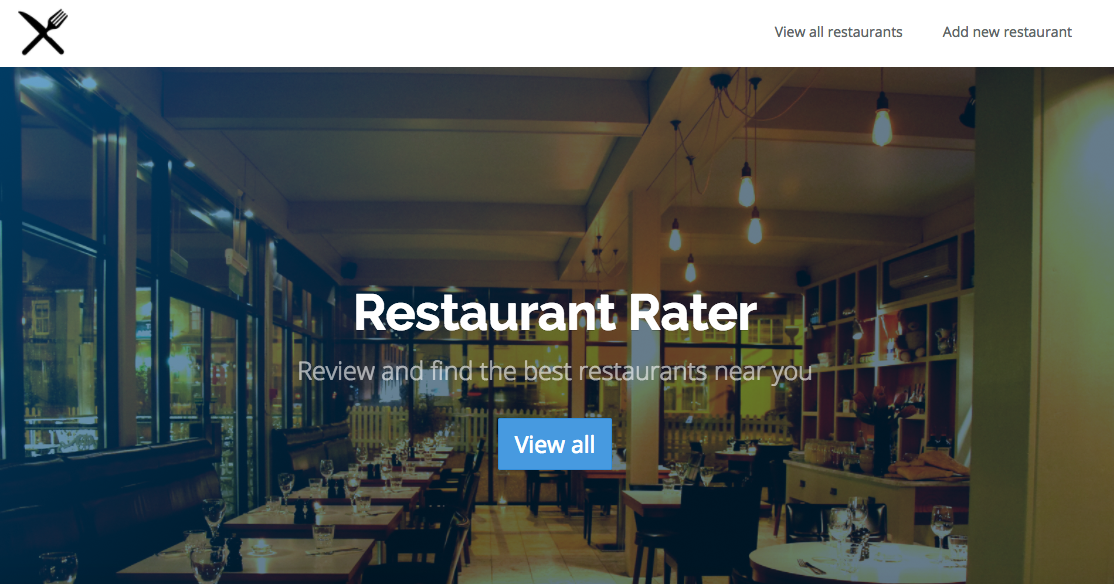 View all restaurants
Add new restaurant
Restaurant Rater
Review and find the best restaurants near you
View all